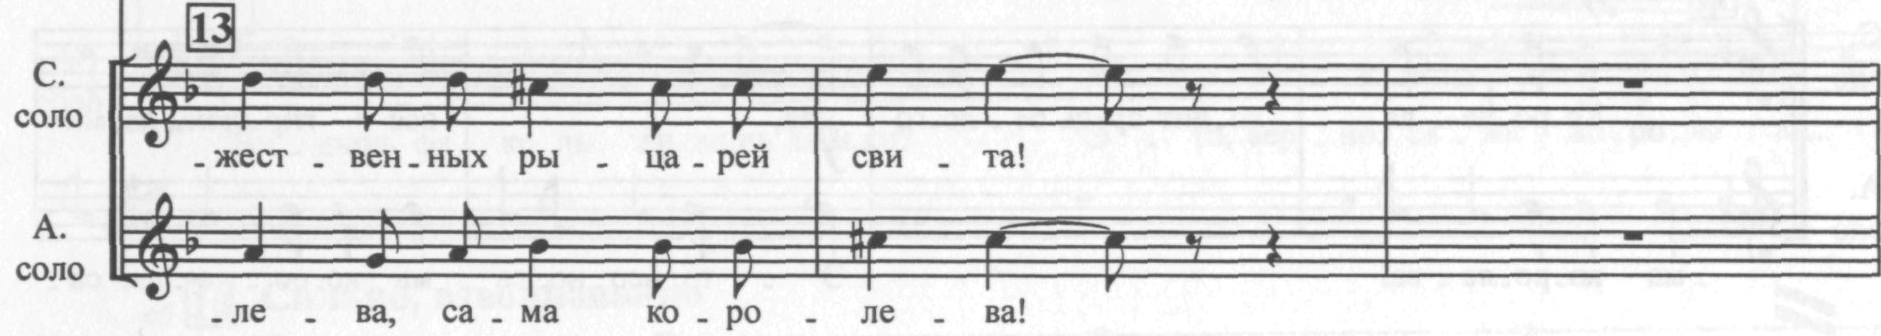 13
С.
соло
- жест - вен - ных ры - ца - рей сви - та!
А.
соло
- ле - ва, са - ма ко - ро - ле - ва!